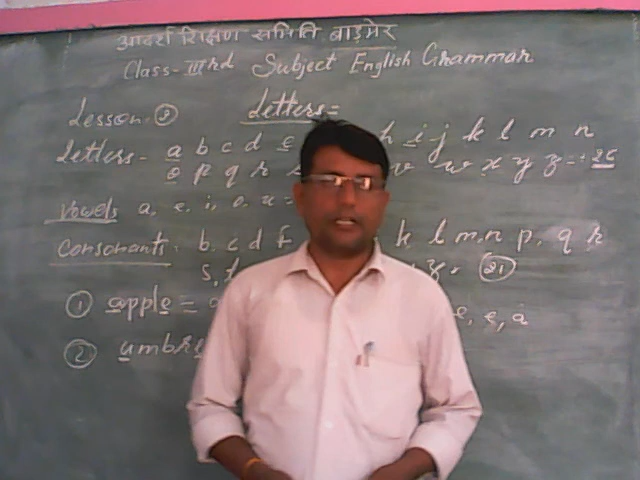 आदर्श शिक्षण समिति बाड़मेर
Class-IIIrd Subject English Grammar
Lesson. Letters=
Letters- a b c d e h i j k l m n
o p q r w x y z = 26
Vowels a, e, i, o, u =
Consonants. b. c d f k l m, n p. q r
s, t z. 21
1 apple = e, a
2 umbre